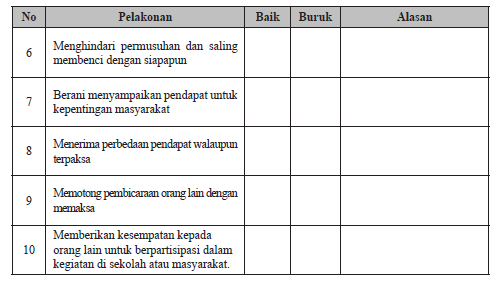 No Pelakonan Baik Buruk Alasan
6 Menghindari permusuhan dan saling
membenci dengan siapapun
7 Berani menyampaikan pendapat untuk
kepentingan masyarakat
8 Menerima perbedaan pendapat walaupun
terpaksa
9 Memotong pembicaraan orang lain dengan
memaksa
10 Memberikan kesempatan kepada
orang lain untuk berpartisipasi dalam
kegiatan di sekolah atau masyarakat.